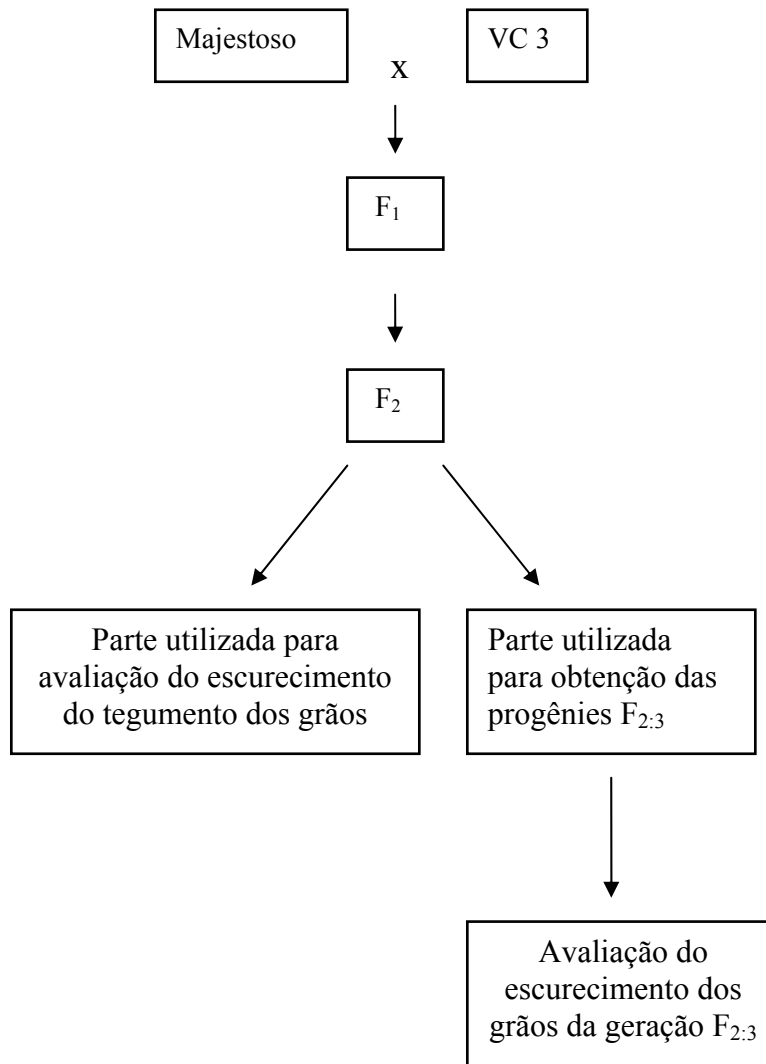 Majestoso
x
VC 3
F₁
F₂
Parte utilizada para
avaliação do escurecimento
do tegumento dos grãos
Parte utilizada
para obtenção das
progênies F₂:₃
Avaliação do
escurecimento dos
grãos da geração F₂:₃